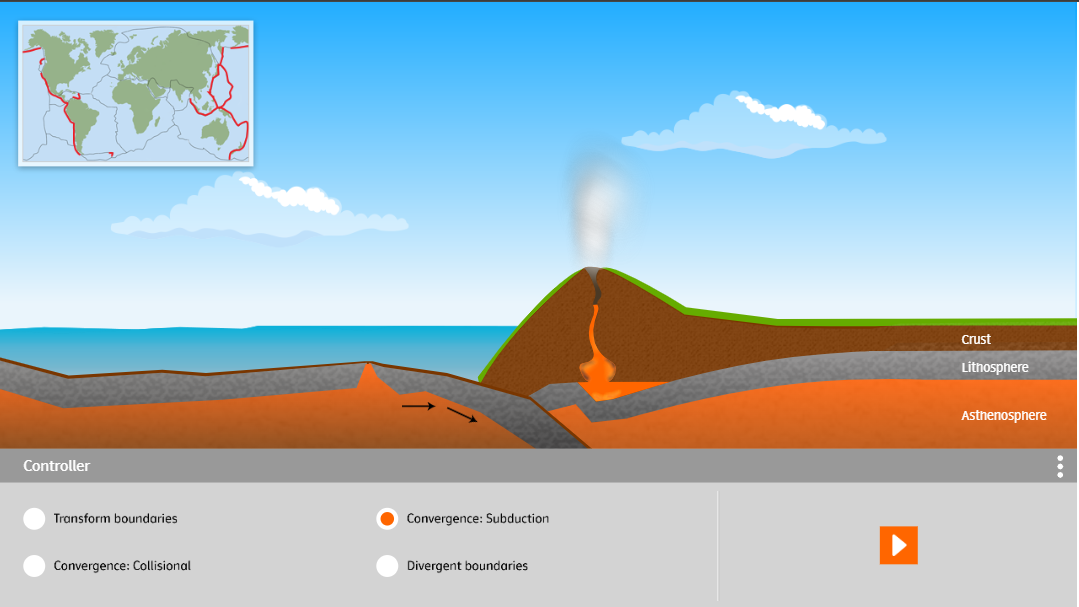 Crust
Lithosphere
Asthenosphere
Controller
Transform boundaries
Convergence: Subduction
Convergence: Collisional
Divergent boundaries